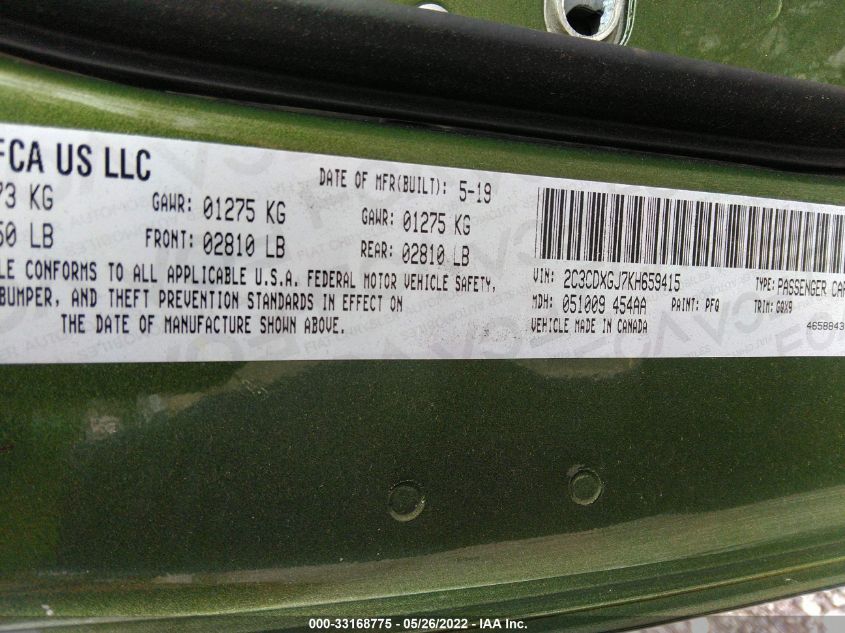 FCA US LLC
DATE OF MFR(BUILT): 5-19
73 KG GAWR: 01275 KG GAWR: 01275 KG
50 LB FRONT: 02810 LB REAR: 02810 LB
LE CONFORMS TO ALL APPLICABLE U.S.A. FEDERAL MOTOR VEHICLE SAFETY,
BUMPER, AND THEFT PREVENTION STANDARDS IN EFFECT ON
THE DATE OF MANUFACTURE SHOWN ABOVE.
VIN: 2C3CDXGJ7KH659415 TYPE: PASSENGER CAR
MDH: 051009 454AA PAINT: PFQ TRIM: GQX9
VEHICLE MADE IN CANADA 4658843
000-33168775 - 05/26/2022 - IAA Inc.